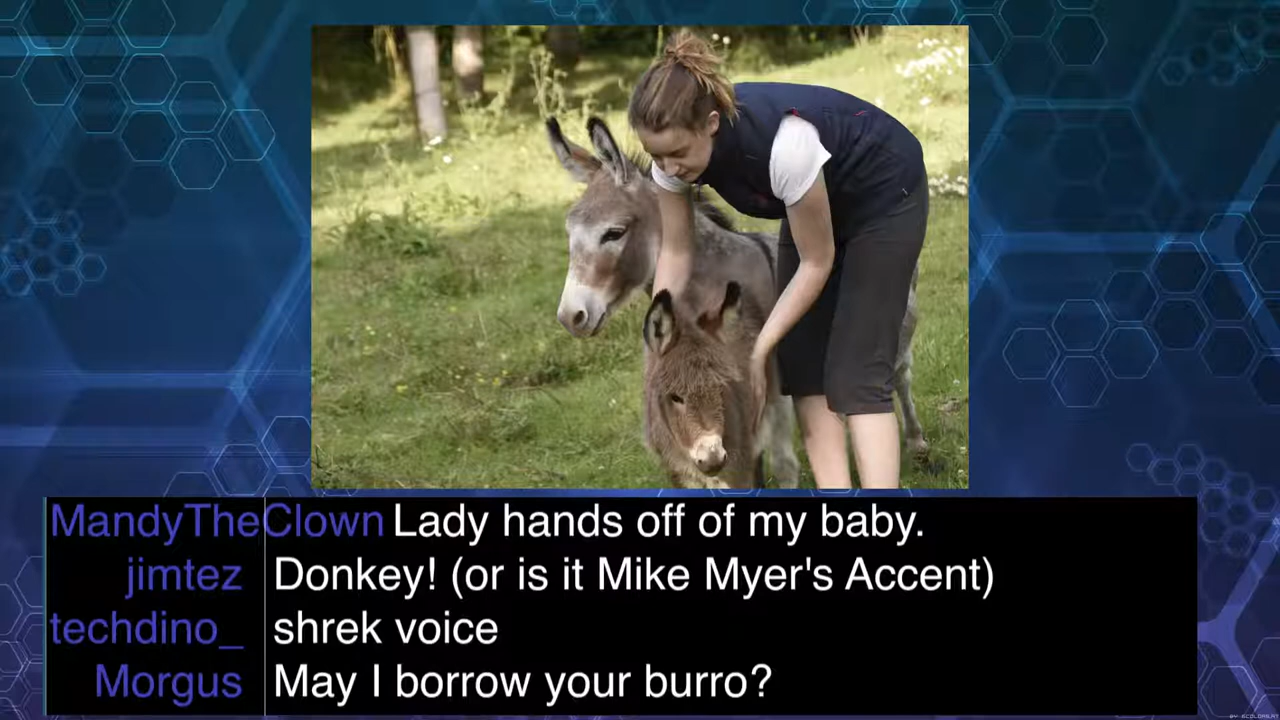 MandyTheClown Lady hands off of my baby.
jimtez Donkey! (or is it Mike Myer's Accent)
techdino_ shrek voice
Morgus May I borrow your burro?